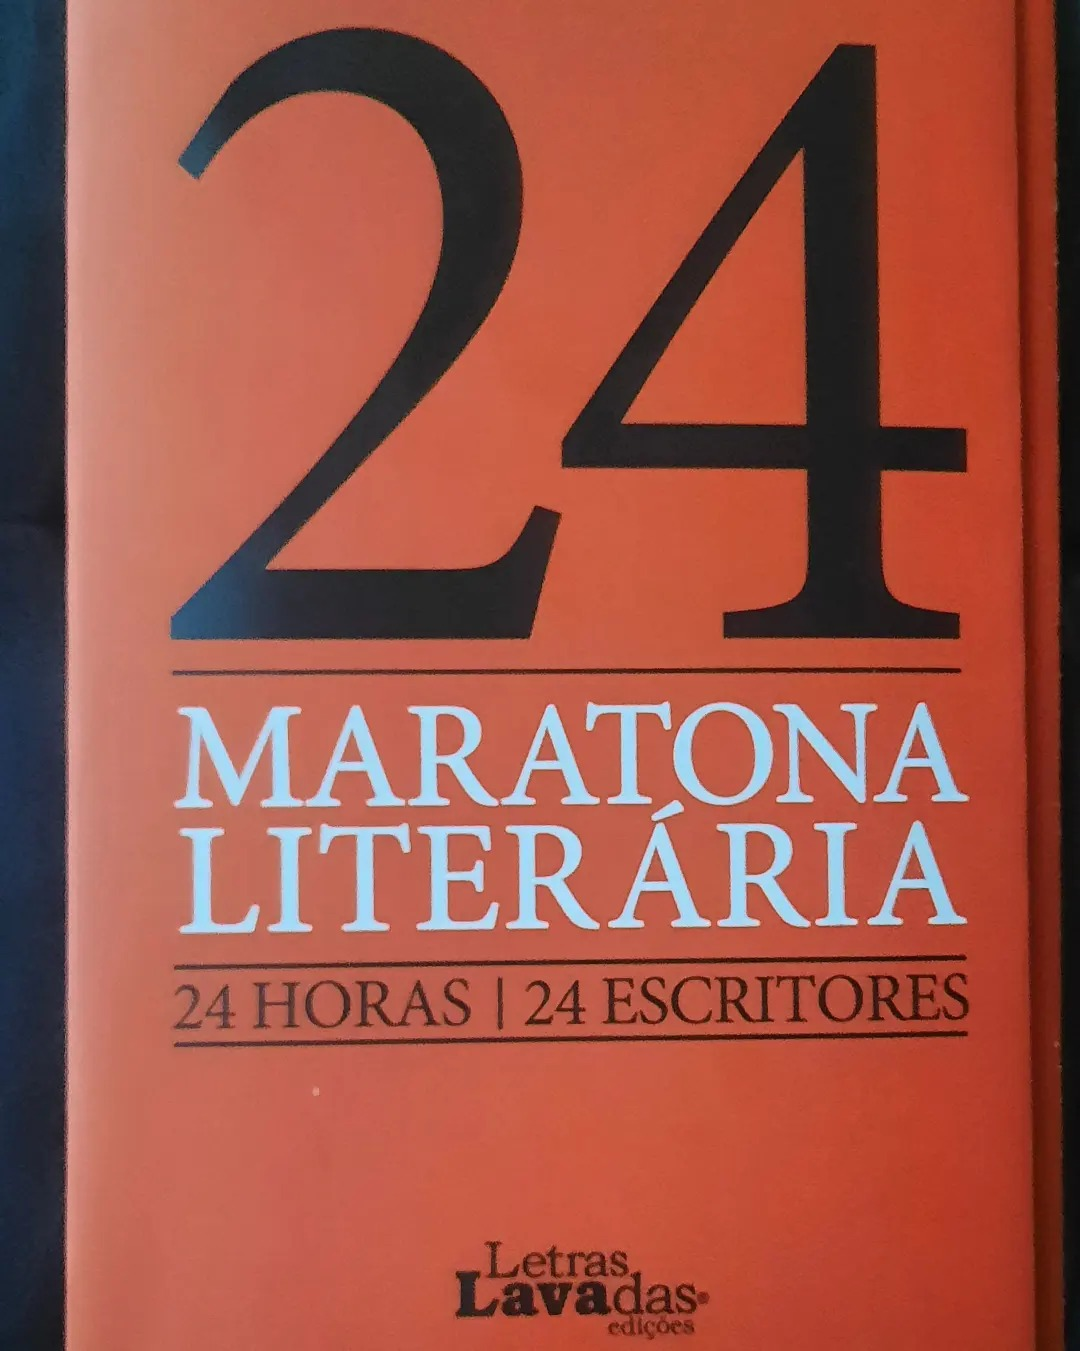 24
MARATONA
LITERÁRIA
24 HORAS | 24 ESCRITORES
Letras
Lavadas®
edições